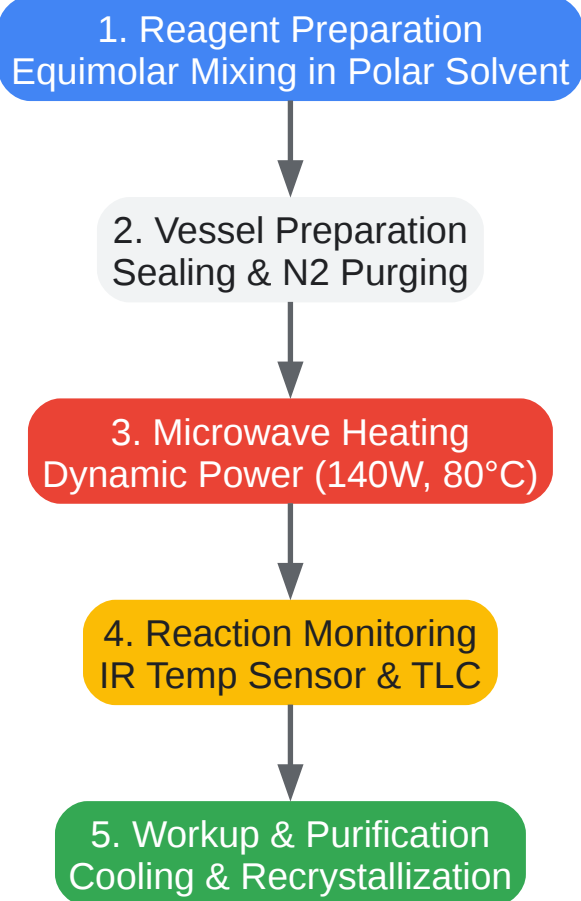 1. Reagent Preparation
Equimolar Mixing in Polar Solvent
2. Vessel Preparation
Sealing & N2 Purging
3. Microwave Heating
Dynamic Power (140W, 80°C)
4. Reaction Monitoring
IR Temp Sensor & TLC
5. Workup & Purification
Cooling & Recrystallization